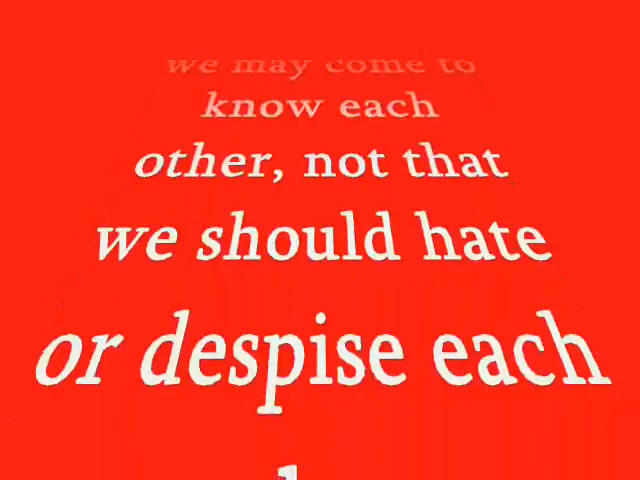 we may come to
know each
other, not that
we should hate
or despise each